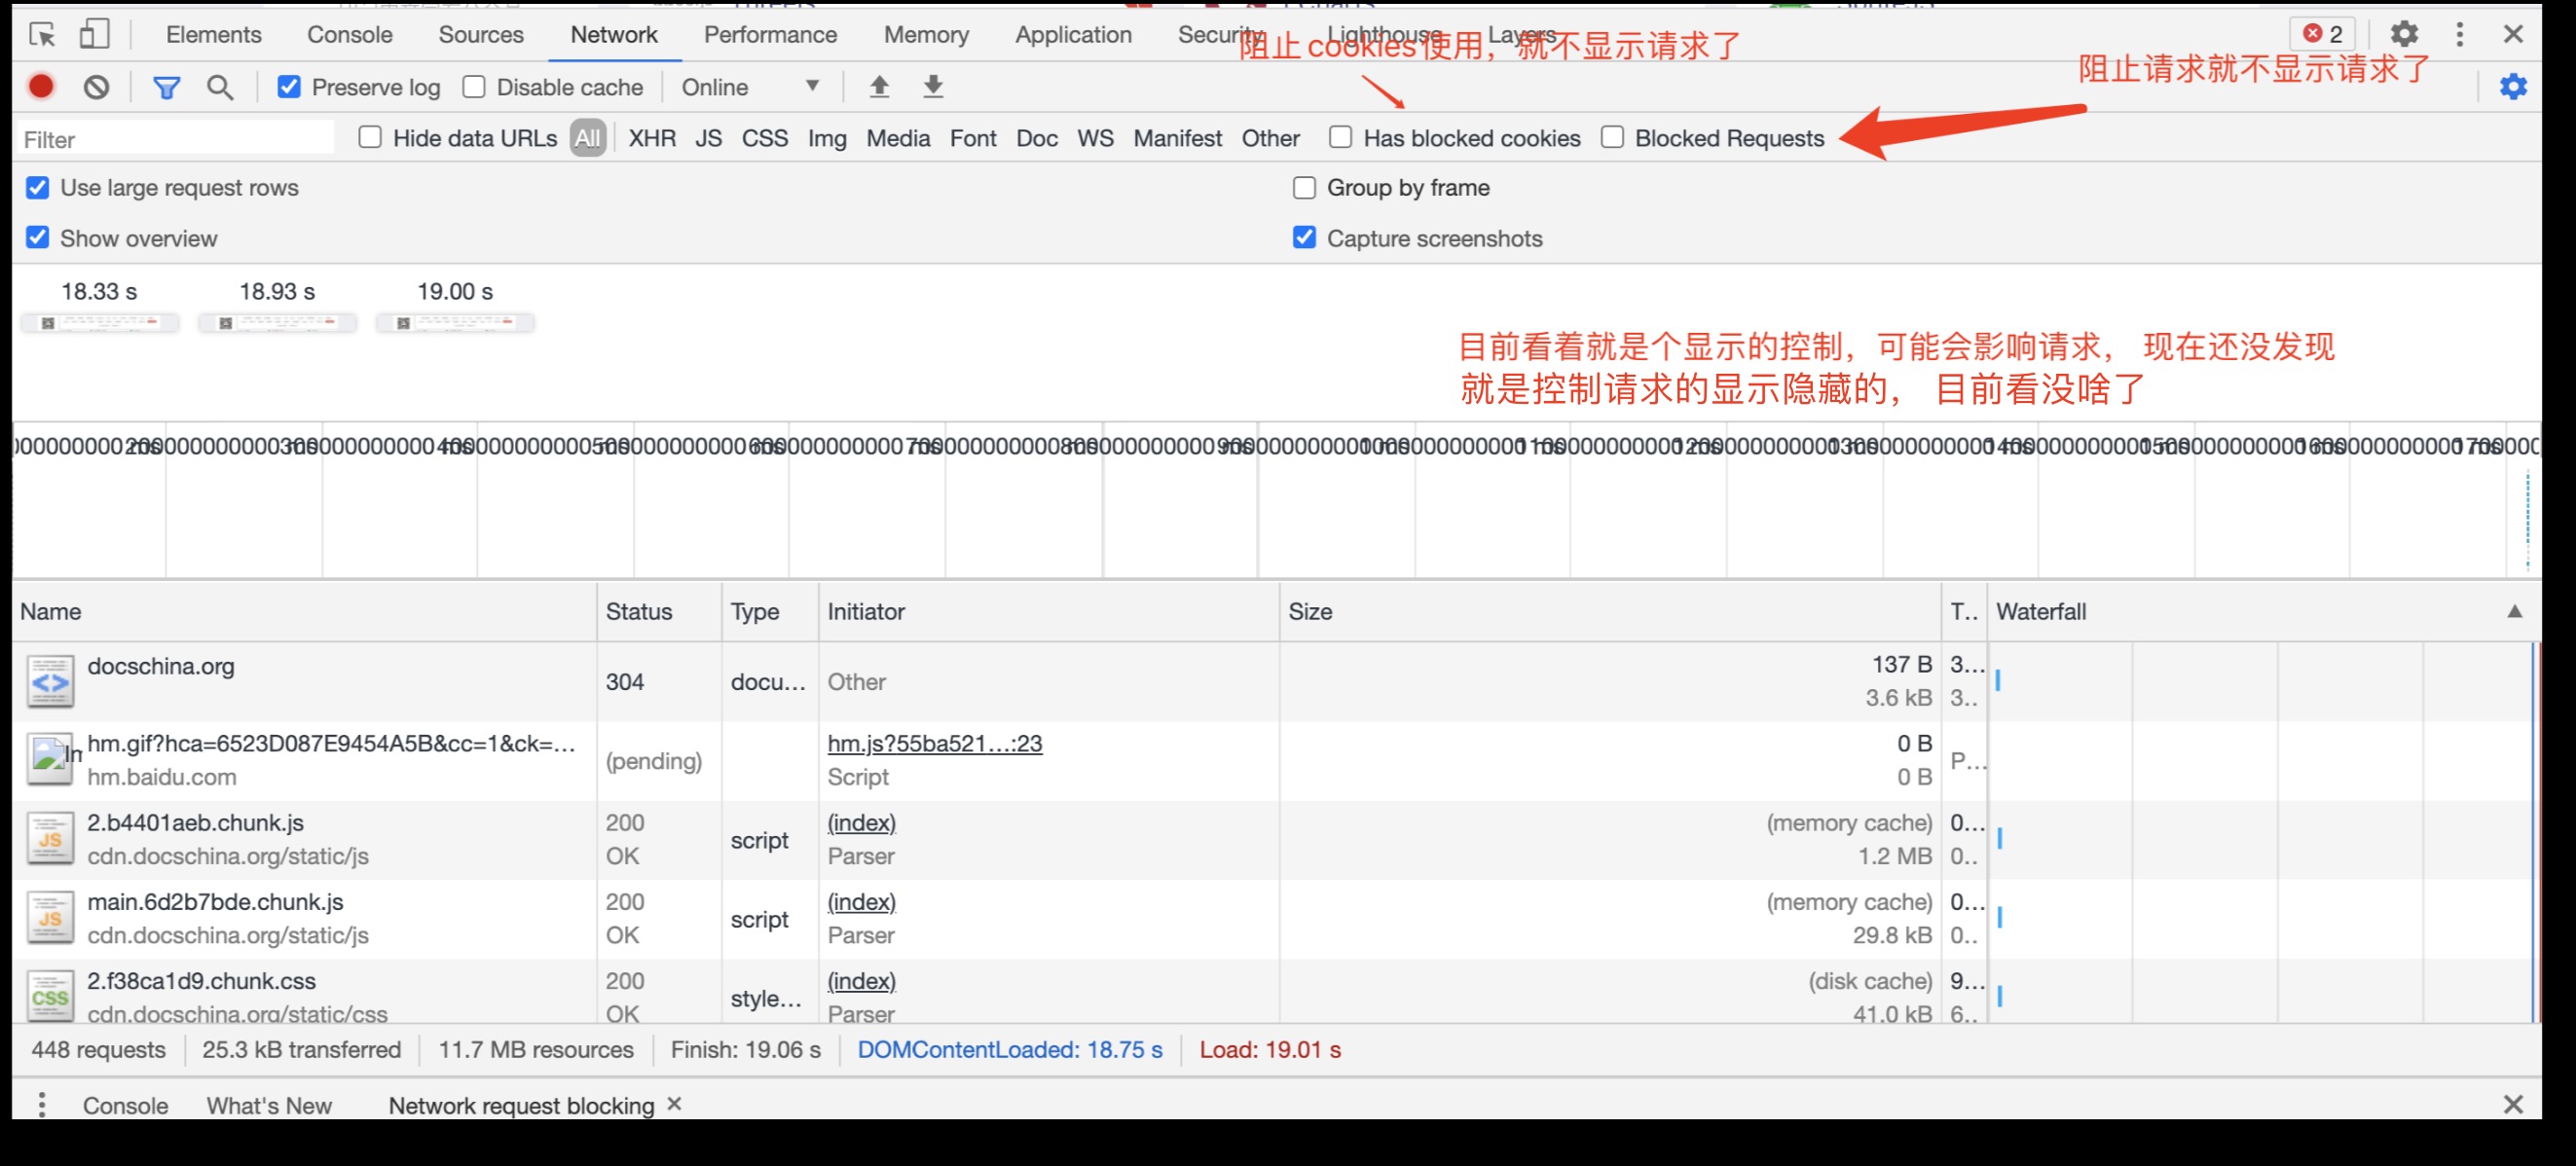 Elements Console Sources Network Performance Memory Application Security Lighthouse Layers 2
阻止cookies使用，就不显示请求了
阻止请求就不显示请求了
Preserve log Disable cache Online
Filter Hide data URLs All XHR JS CSS Img Media Font Doc WS Manifest Other Has blocked cookies Blocked Requests
Use large request rows Group by frame
Show overview Capture screenshots
18.33 s 18.93 s 19.00 s
目前看着就是个显示的控制，可能会影响请求， 现在还没发现
就是控制请求的显示隐藏的， 目前看没啥了
Name Status Type Initiator Size T.. Waterfall
docschina.org 304 docu... Other 137 B 3...
3.6 kB 3..
hm.gif?hca=6523D087E9454A5B&cc=1&ck=... (pending) hm.js?55ba521...:23 0 B P...
hm.baidu.com Script 0 B
2.b4401aeb.chunk.js 200 script (index) (memory cache) 0...
cdn.docschina.org/static/js OK Parser 1.2 MB 0..
main.6d2b7bde.chunk.js 200 script (index) (memory cache) 0...
cdn.docschina.org/static/js OK Parser 29.8 kB 0..
2.f38ca1d9.chunk.css 200 style... (index) (disk cache) 9...
cdn.docschina.org/static/css OK Parser 41.0 kB 6..
448 requests 25.3 kB transferred 11.7 MB resources Finish: 19.06 s DOMContentLoaded: 18.75 s Load: 19.01 s
Console What's New Network request blocking